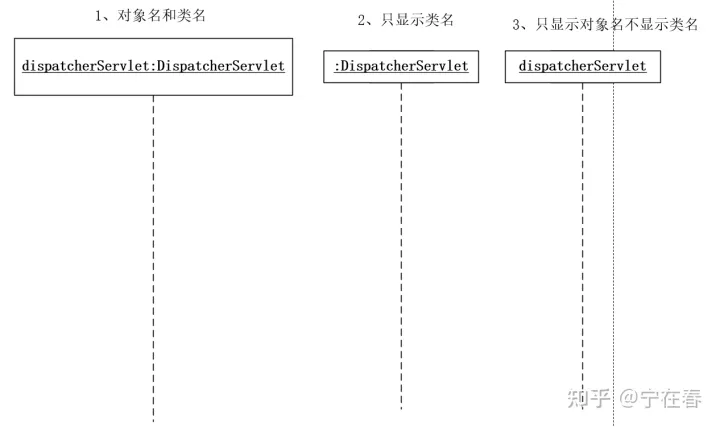 1、对象名和类名
2、只显示类名
3、只显示对象名不显示类名
dispatcherServlet:DispatcherServlet
:DispatcherServlet
dispatcherServlet
知乎 @宁在春